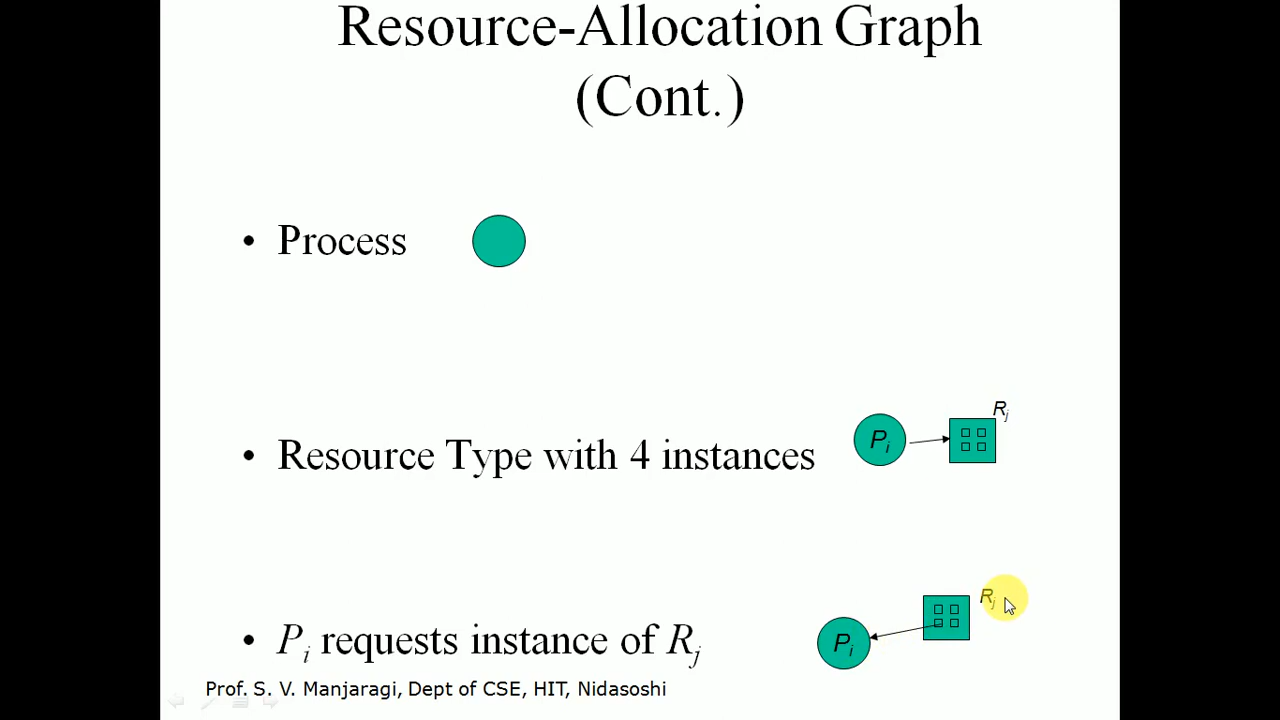 Resource-Allocation Graph
(Cont.)
• Process
Rj
• Resource Type with 4 instances
Pi
Rj
• Pi requests instance of Rj
Pi
Prof. S. V. Manjaragi, Dept of CSE, HIT, Nidasoshi